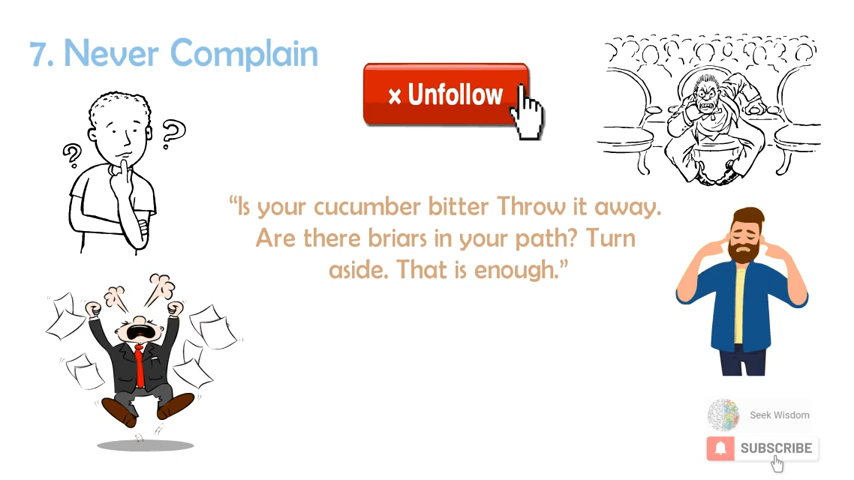 7. Never Complain
× Unfollow
? ?
“Is your cucumber bitter Throw it away.
Are there briars in your path? Turn
aside. That is enough.”
Seek Wisdom
SUBSCRIBE